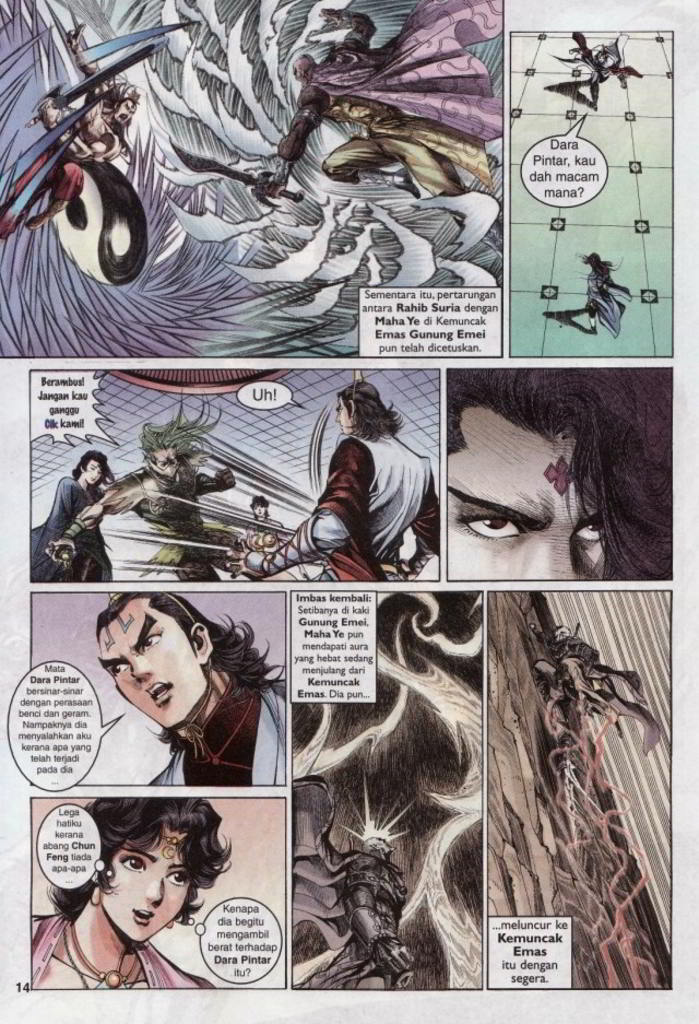 Sementara itu, pertarungan
antara Rahib Suria dengan
Maha Ye di Kemuncak
Emas Gunung Emei
pun telah dicetuskan.
Dara
Pintar, kau
dah macam
mana?
Berambus!
Jangan kau
ganggu
Cik kami!
Uh!
Mata
Dara Pintar
bersinar-sinar
dengan perasaan
benci dan geram.
Nampaknya dia
menyalahkan aku
kerana apa yang
telah terjadi
pada dia
...
Lega
hatiku
kerana
abang Chun
Feng tiada
apa-apa
...
Kenapa
dia begitu
mengambil
berat terhadap
Dara Pintar
itu?
Imbas kembali:
Setibanya di kaki
Gunung Emei,
Maha Ye pun
mendapati aura
yang hebat sedang
menjulang dari
Kemuncak
Emas. Dia pun...
...meluncur ke
Kemuncak
Emas
itu dengan
segera.
14